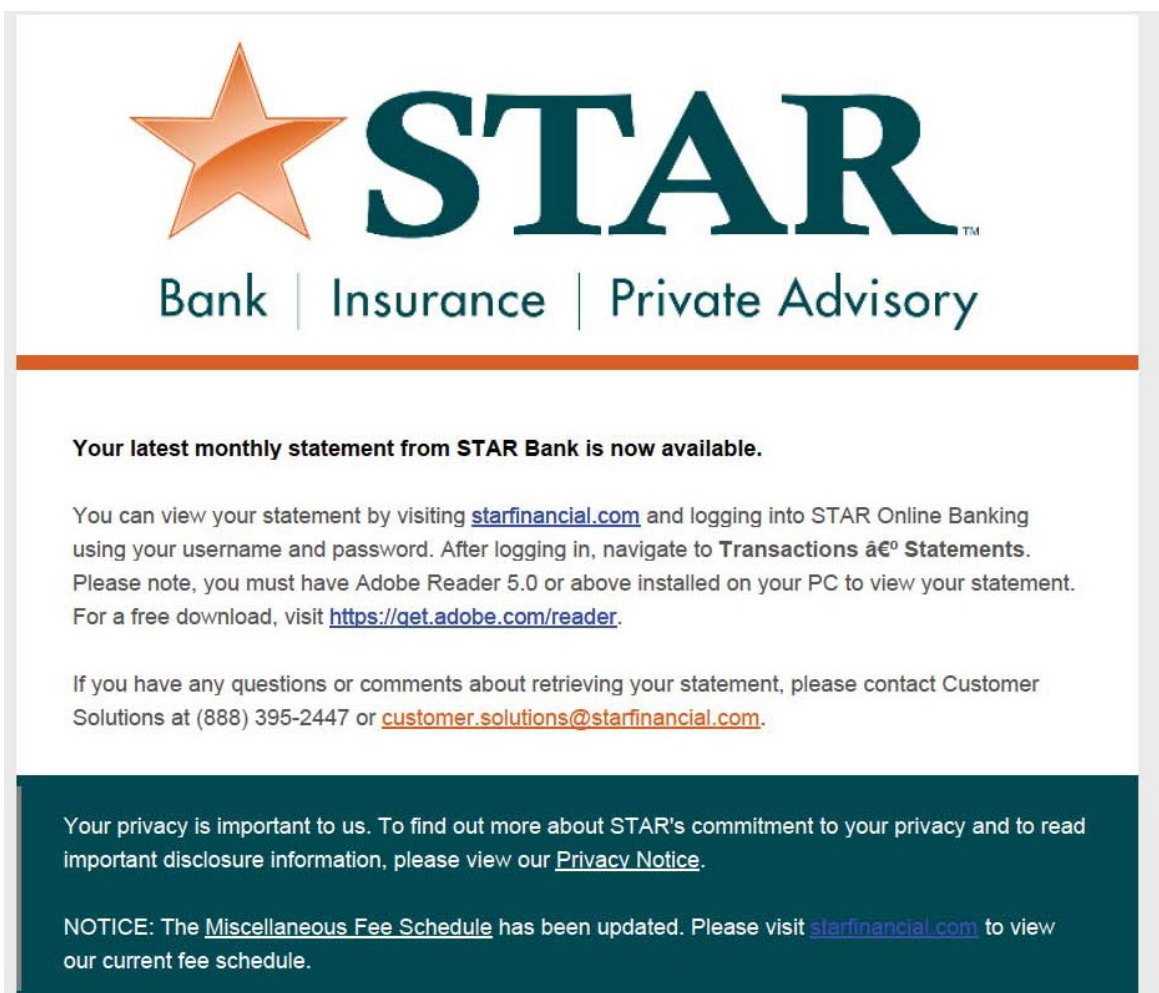 STAR™
Bank | Insurance | Private Advisory
Your latest monthly statement from STAR Bank is now available.
You can view your statement by visiting starfinancial.com and logging into STAR Online Banking
using your username and password. After logging in, navigate to Transactions â€º Statements.
Please note, you must have Adobe Reader 5.0 or above installed on your PC to view your statement.
For a free download, visit https://get.adobe.com/reader.
If you have any questions or comments about retrieving your statement, please contact Customer
Solutions at (888) 395-2447 or customer.solutions@starfinancial.com.
Your privacy is important to us. To find out more about STAR's commitment to your privacy and to read
important disclosure information, please view our Privacy Notice.
NOTICE: The Miscellaneous Fee Schedule has been updated. Please visit starfinancial.com to view
our current fee schedule.